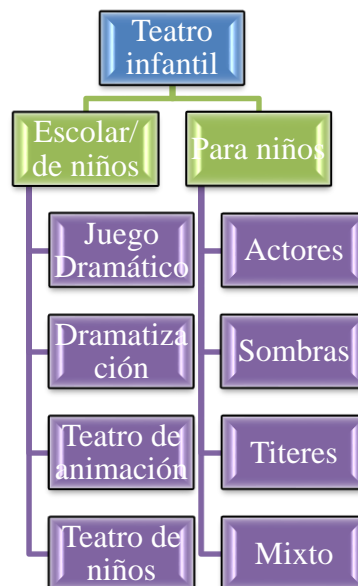 Teatro
infantil
Escolar/
de niños
Para niños
Juego
Dramático
Dramatiza
ción
Teatro de
animación
Teatro de
niños
Actores
Sombras
Titeres
Mixto